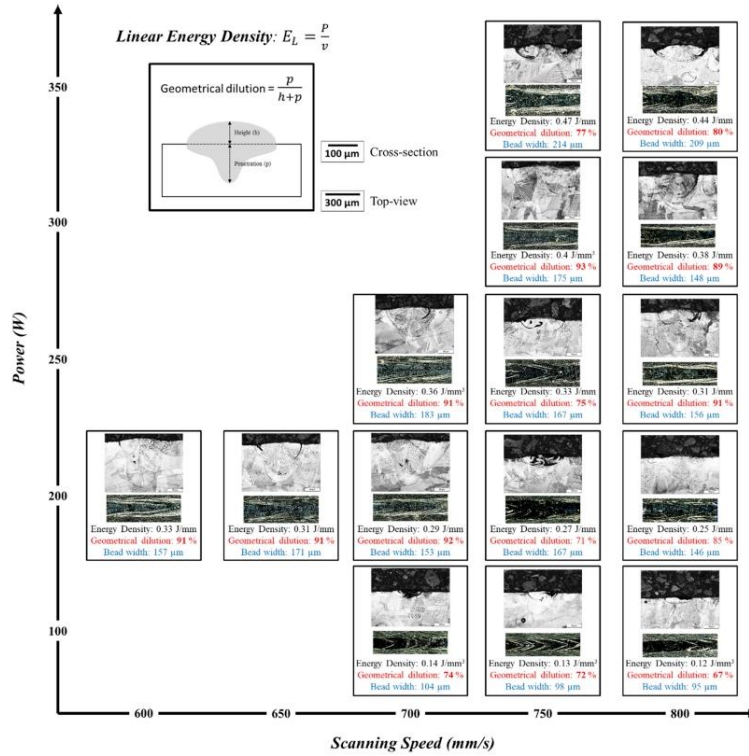 Linear Energy Density: E_L = P/v
Geometrical dilution = p/(h+p)
Height (h)
Penetration (p)
100 µm Cross-section
300 µm Top-view
Power (W)
350
300
250
200
100
Energy Density: 0.47 J/mm
Geometrical dilution: 77 %
Bead width: 214 µm
Energy Density: 0.44 J/mm
Geometrical dilution: 80 %
Bead width: 209 µm
Energy Density: 0.4 J/mm³
Geometrical dilution: 93 %
Bead width: 175 µm
Energy Density: 0.38 J/mm
Geometrical dilution: 89 %
Bead width: 148 µm
Energy Density: 0.36 J/mm³
Geometrical dilution: 91 %
Bead width: 183 µm
Energy Density: 0.33 J/mm
Geometrical dilution: 75 %
Bead width: 167 µm
Energy Density: 0.31 J/mm
Geometrical dilution: 91 %
Bead width: 156 µm
Energy Density: 0.33 J/mm
Geometrical dilution: 91 %
Bead width: 157 µm
Energy Density: 0.31 J/mm
Geometrical dilution: 91 %
Bead width: 171 µm
Energy Density: 0.29 J/mm
Geometrical dilution: 92 %
Bead width: 153 µm
Energy Density: 0.27 J/mm
Geometrical dilution: 71 %
Bead width: 167 µm
Energy Density: 0.25 J/mm
Geometrical dilution: 85 %
Bead width: 146 µm
Energy Density: 0.14 J/mm³
Geometrical dilution: 74 %
Bead width: 104 µm
Energy Density: 0.13 J/mm³
Geometrical dilution: 72 %
Bead width: 98 µm
Energy Density: 0.12 J/mm³
Geometrical dilution: 67 %
Bead width: 95 µm
600 650 700 750 800
Scanning Speed (mm/s)